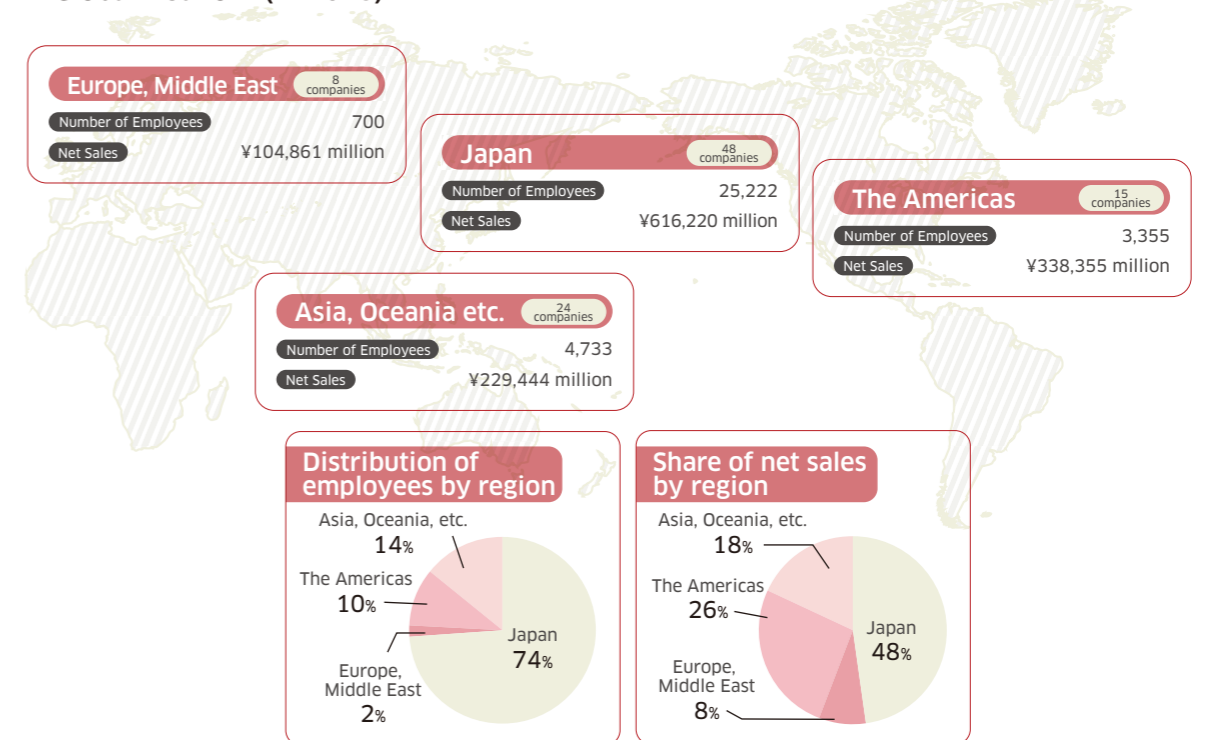 Europe, Middle East
8
companies
Number of Employees
700
Net Sales
¥104,861 million
Japan
48
companies
Number of Employees
25,222
Net Sales
¥616,220 million
The Americas
15
companies
Number of Employees
3,355
Net Sales
¥338,355 million
Asia, Oceania etc.
24
companies
Number of Employees
4,733
Net Sales
¥229,444 million
Distribution of
employees by region
Asia, Oceania, etc.
14%
The Americas
10%
Europe,
Middle East
2%
Japan
74%
Share of net sales
by region
Asia, Oceania, etc.
18%
The Americas
26%
Europe,
Middle East
8%
Japan
48%